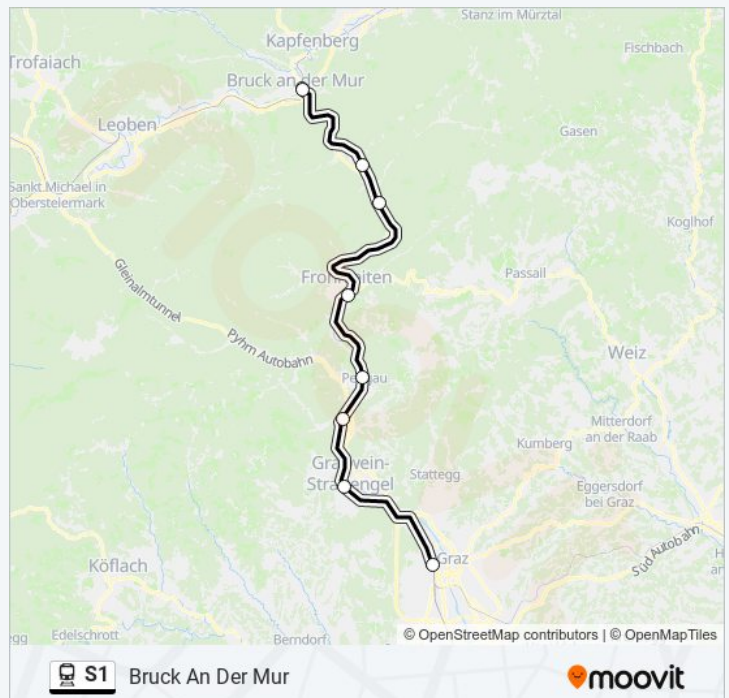 Stanz im Mürztal
Kapfenberg
Fischbach
Trofaiach
Bruck an der Mur
Leoben
Gasen
Sankt Michael in
Obersteiermark
Koglhof
Gleinalmtunnel
Passail
Pyhrn Autobahn
Weiz
Mitterdorf
an der Raab
Kumberg
Stattegg
Eggersdorf
bei Graz
Süd Autobahn
Graz
Köflach
Edelschrott
Berndorf
© OpenStreetMap contributors | © OpenMapTiles
S1 Bruck An Der Mur
moovit